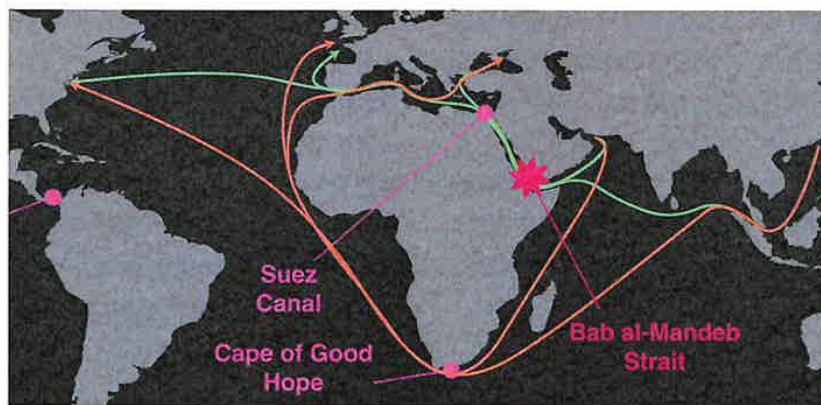 Suez
Canal
Cape of Good
Hope
Bab al-Mandeb
Strait